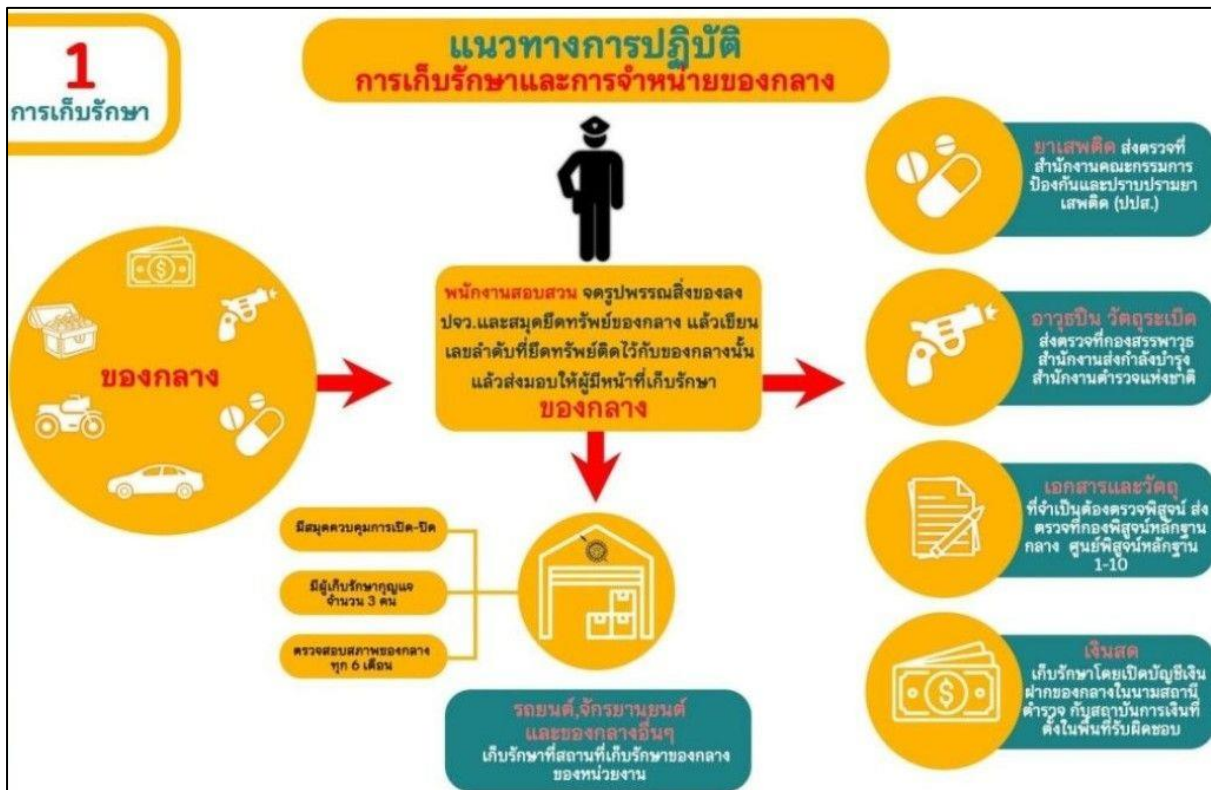 1
การเก็บรักษา
แนวทางการปฏิบัติ
การเก็บรักษาและการจำหน่ายของกลาง
ของกลาง
พนักงานสอบสวน จดรูปพรรณสิ่งของลง
ปจว.และสมุดยึดทรัพย์ของกลาง แล้วเขียน
เลขลำดับที่ยึดทรัพย์ติดไว้กับของกลางนั้น
แล้วส่งมอบให้ผู้มีหน้าที่เก็บรักษา
ของกลาง
มีสมุดควบคุมการเปิด-ปิด
มีผู้เก็บรักษากุญแจ
จำนวน 3 คน
ตรวจสอบสภาพของกลาง
ทุก 6 เดือน
รถยนต์,จักรยานยนต์
และของกลางอื่นๆ
เก็บรักษาที่สถานที่เก็บรักษาของกลาง
ของหน่วยงาน
ยาเสพติด ส่งตรวจที่
สำนักงานคณะกรรมการ
ป้องกันและปราบปรามยา
เสพติด (ปปส.)
อาวุธปืน วัตถุระเบิด
ส่งตรวจที่กองสรรพาวุธ
สำนักงานส่งกำลังบำรุง
สำนักงานตำรวจแห่งชาติ
เอกสารและวัตถุ
ที่จำเป็นต้องตรวจพิสูจน์ ส่ง
ตรวจที่กองพิสูจน์หลักฐาน
กลาง ศูนย์พิสูจน์หลักฐาน
1-10
เงินสด
เก็บรักษาโดยเปิดบัญชีเงิน
ฝากของกลางในนามสถานี
ตำรวจ กับสถาบันการเงินที่
ตั้งในพื้นที่รับผิดชอบ